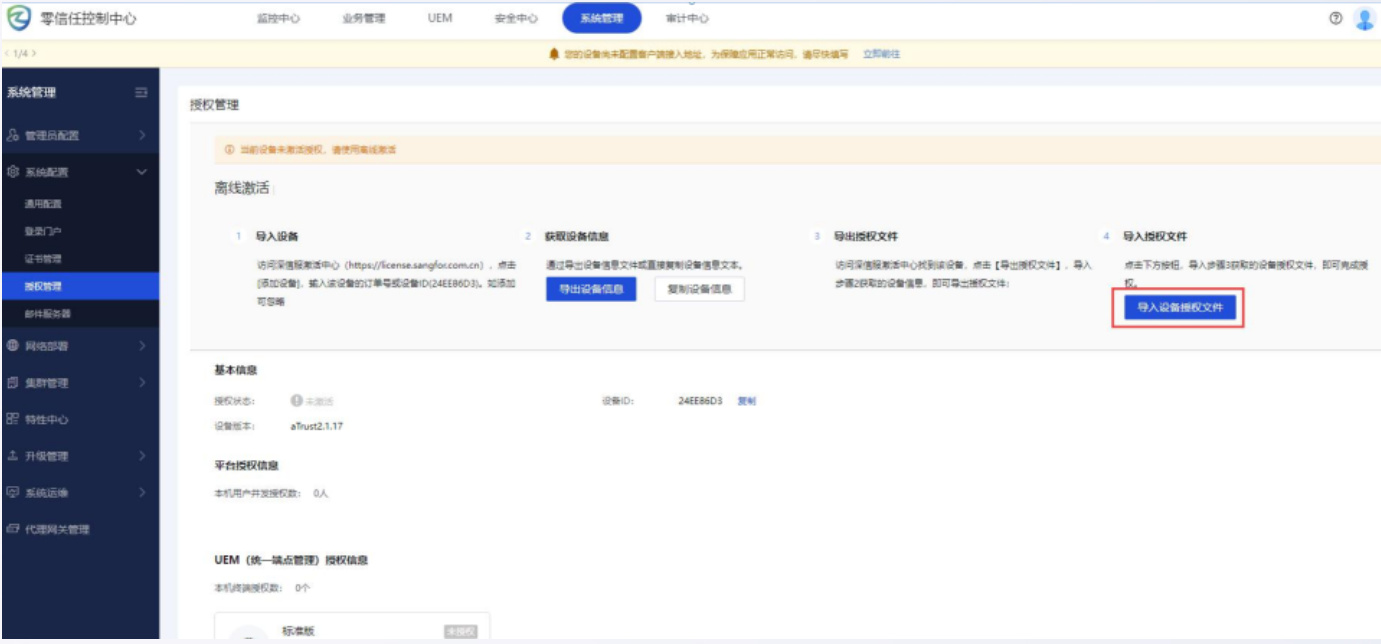 零信任控制中心
监控中心 业务管理 UEM 安全中心 系统管理 审计中心
< 1/4 > 您的设备尚未配置客户端接入地址，为保障应用正常访问，请尽快填写 立即前往
系统管理
管理员配置
系统配置
通用配置
登录门户
证书管理
授权管理
邮件服务器
网络部署
集群管理
特性中心
升级管理
系统运维
代理网关管理
授权管理
当前设备未激活授权，请使用离线激活
离线激活
1 导入设备
访问深信服激活中心（https://license.sangfor.com.cn），点击
[添加设备]，输入该设备的订单号或设备ID(24EE86D3)。如添加
可忽略
2 获取设备信息
通过导出设备信息文件或直接复制设备信息文本。
导出设备信息 复制设备信息
3 导出授权文件
访问深信服激活中心找到该设备，点击【导出授权文件】，导入
步骤2获取的设备信息，即可导出授权文件；
4 导入授权文件
点击下方按钮，导入步骤3获取的设备授权文件，即可完成授
权。
导入设备授权文件
基本信息
授权状态： 未激活 设备ID： 24EE86D3 复制
设备版本： aTrust2.1.17
平台授权信息
本机用户并发授权数： 0人
UEM（统一端点管理）授权信息
本机终端授权数： 0个
标准版 未授权